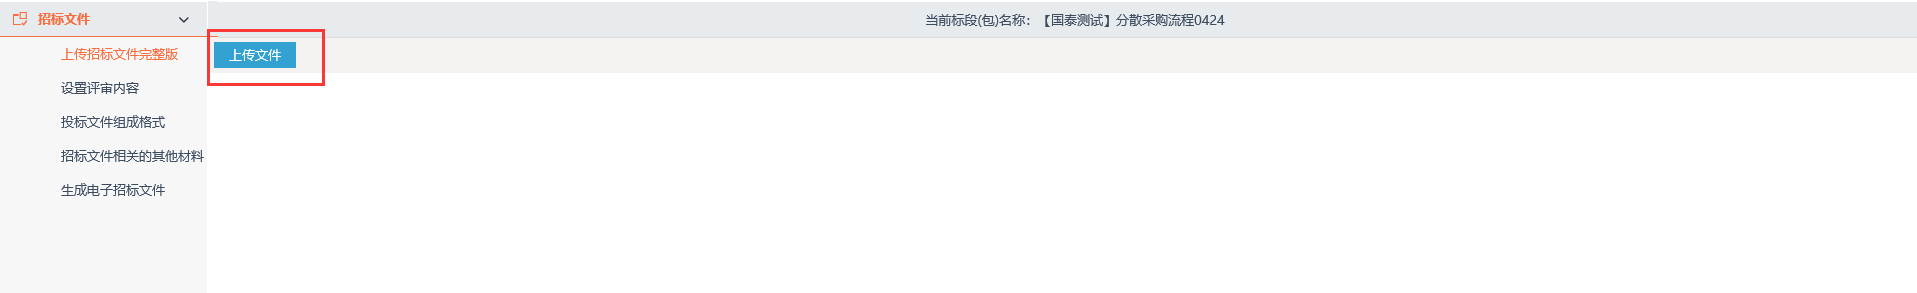 招标文件
当前标段(包)名称：【国泰测试】分散采购流程0424
上传招标文件完整版
上传文件
设置评审内容
投标文件组成格式
招标文件相关的其他材料
生成电子招标文件